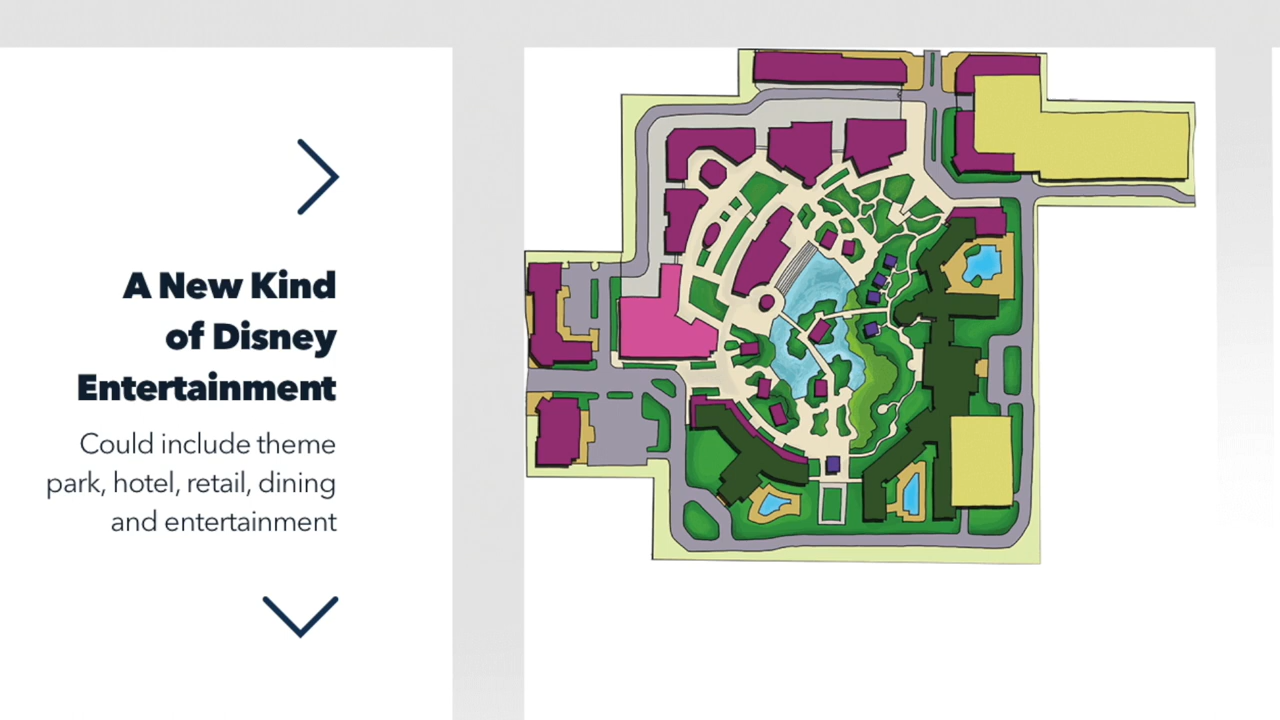 A New Kind
of Disney
Entertainment
Could include theme
park, hotel, retail, dining
and entertainment